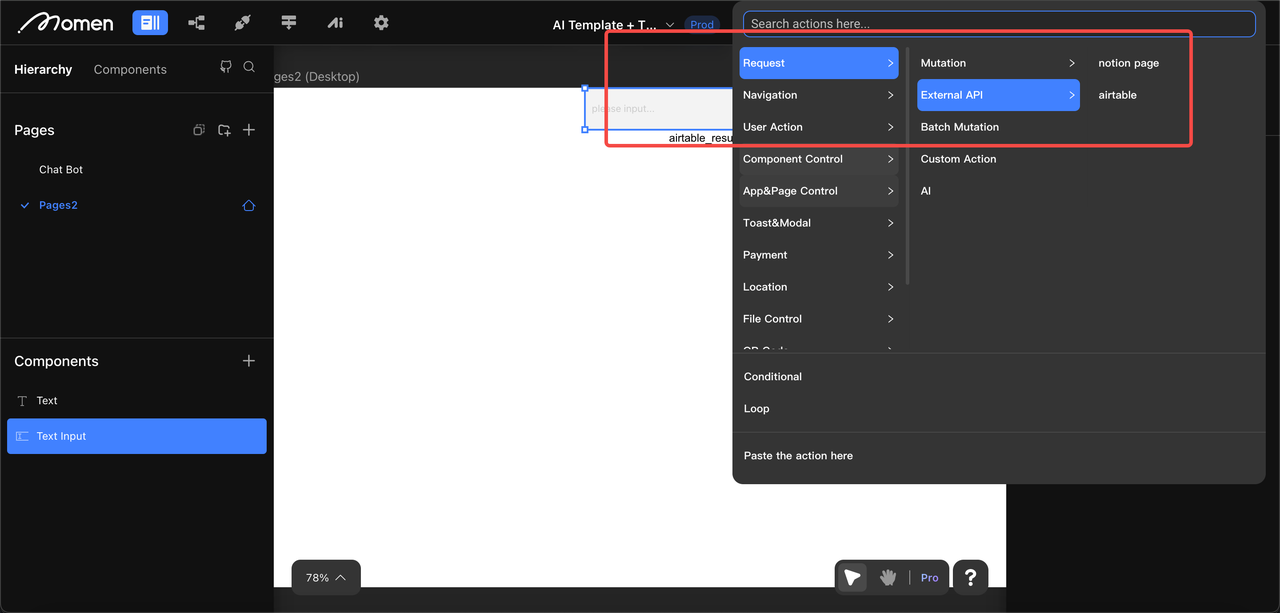 Momen
Ai
AI Template + T...
Prod
Search actions here...
Hierarchy
Components
Pages
Chat Bot
Pages2
Components
Text
Text Input
ges2 (Desktop)
please input...
airtable_resu
Request
Navigation
User Action
Component Control
App&Page Control
Toast&Modal
Payment
Location
File Control
Mutation
External API
Batch Mutation
Custom Action
AI
notion page
airtable
Conditional
Loop
Paste the action here
78%
Pro
?